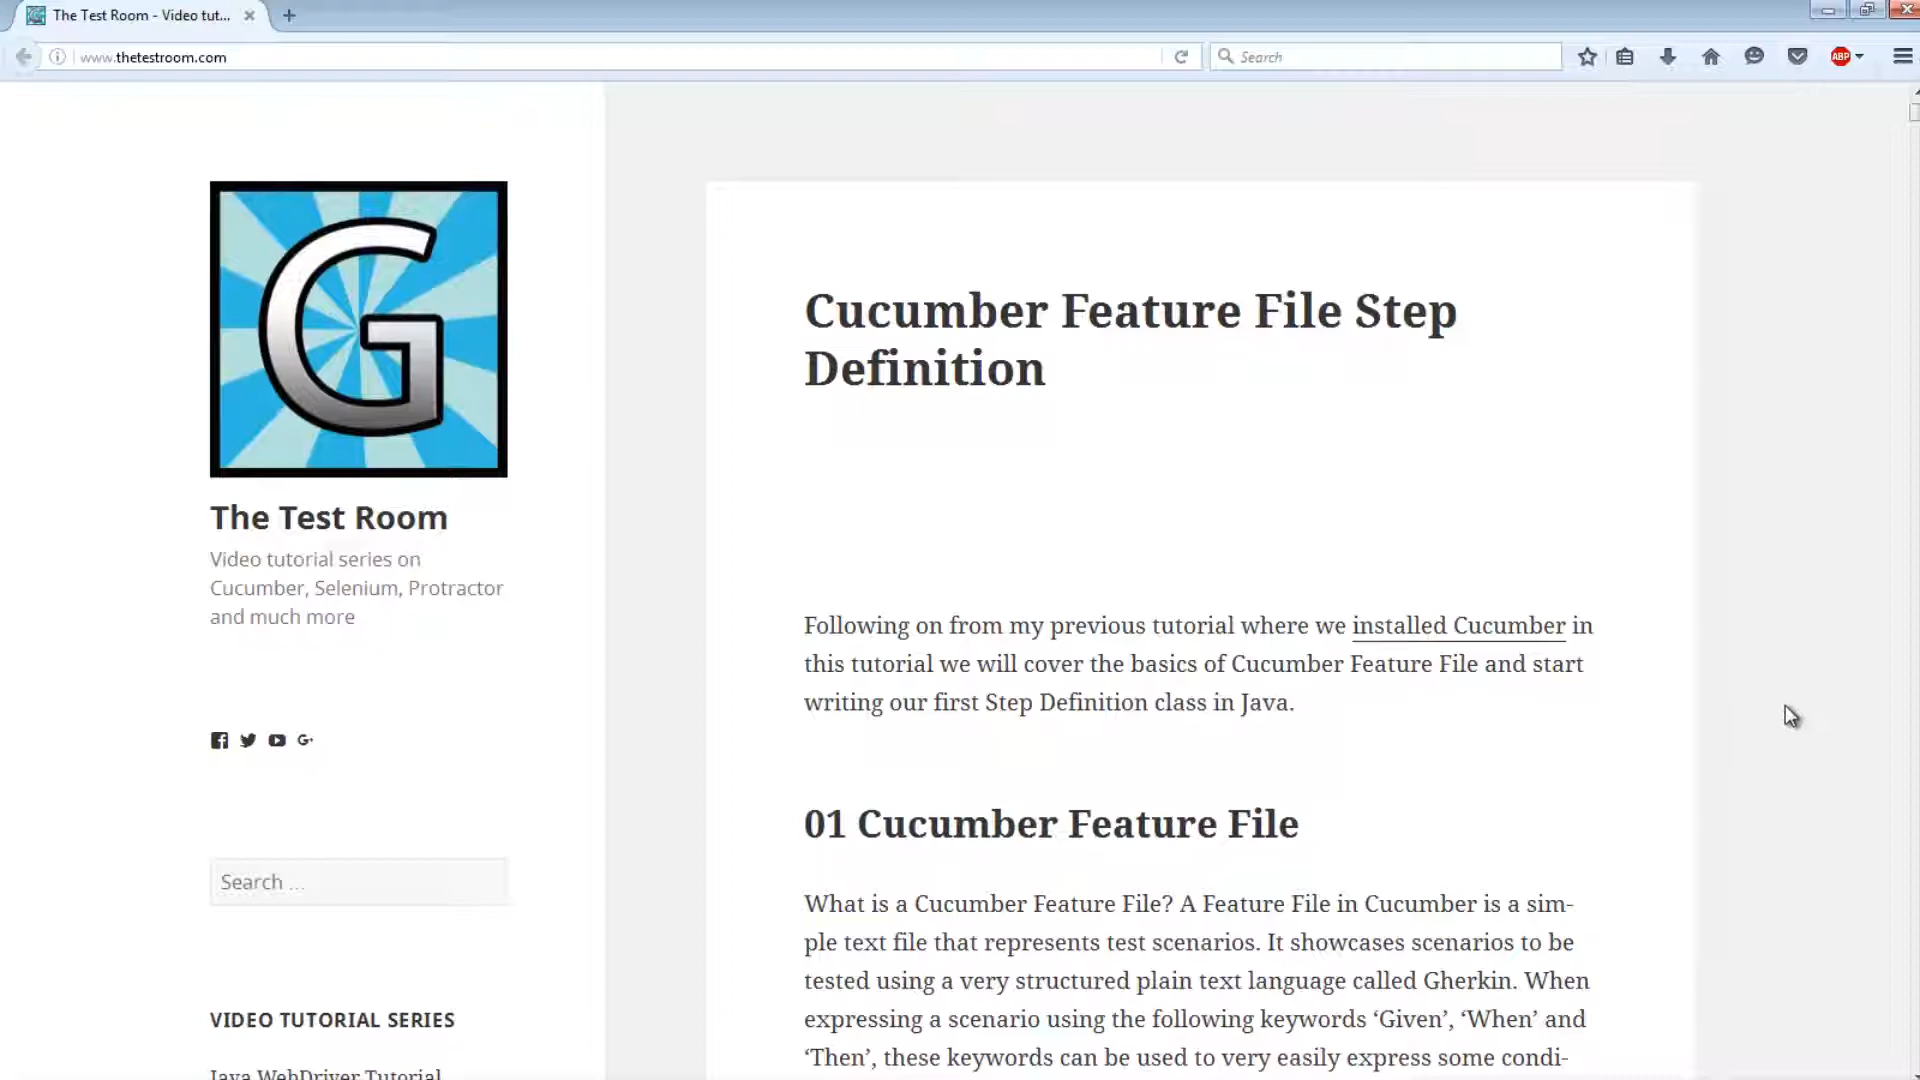 The Test Room - Video tut...
www.thetestroom.com
Search
ABP
G
The Test Room
Video tutorial series on
Cucumber, Selenium, Protractor
and much more
Search ...
VIDEO TUTORIAL SERIES
Java WebDriver Tutorial
Cucumber Feature File Step
Definition
Following on from my previous tutorial where we installed Cucumber in
this tutorial we will cover the basics of Cucumber Feature File and start
writing our first Step Definition class in Java.
01 Cucumber Feature File
What is a Cucumber Feature File? A Feature File in Cucumber is a sim-
ple text file that represents test scenarios. It showcases scenarios to be
tested using a very structured plain text language called Gherkin. When
expressing a scenario using the following keywords ‘Given’, ‘When’ and
‘Then’, these keywords can be used to very easily express some condi-